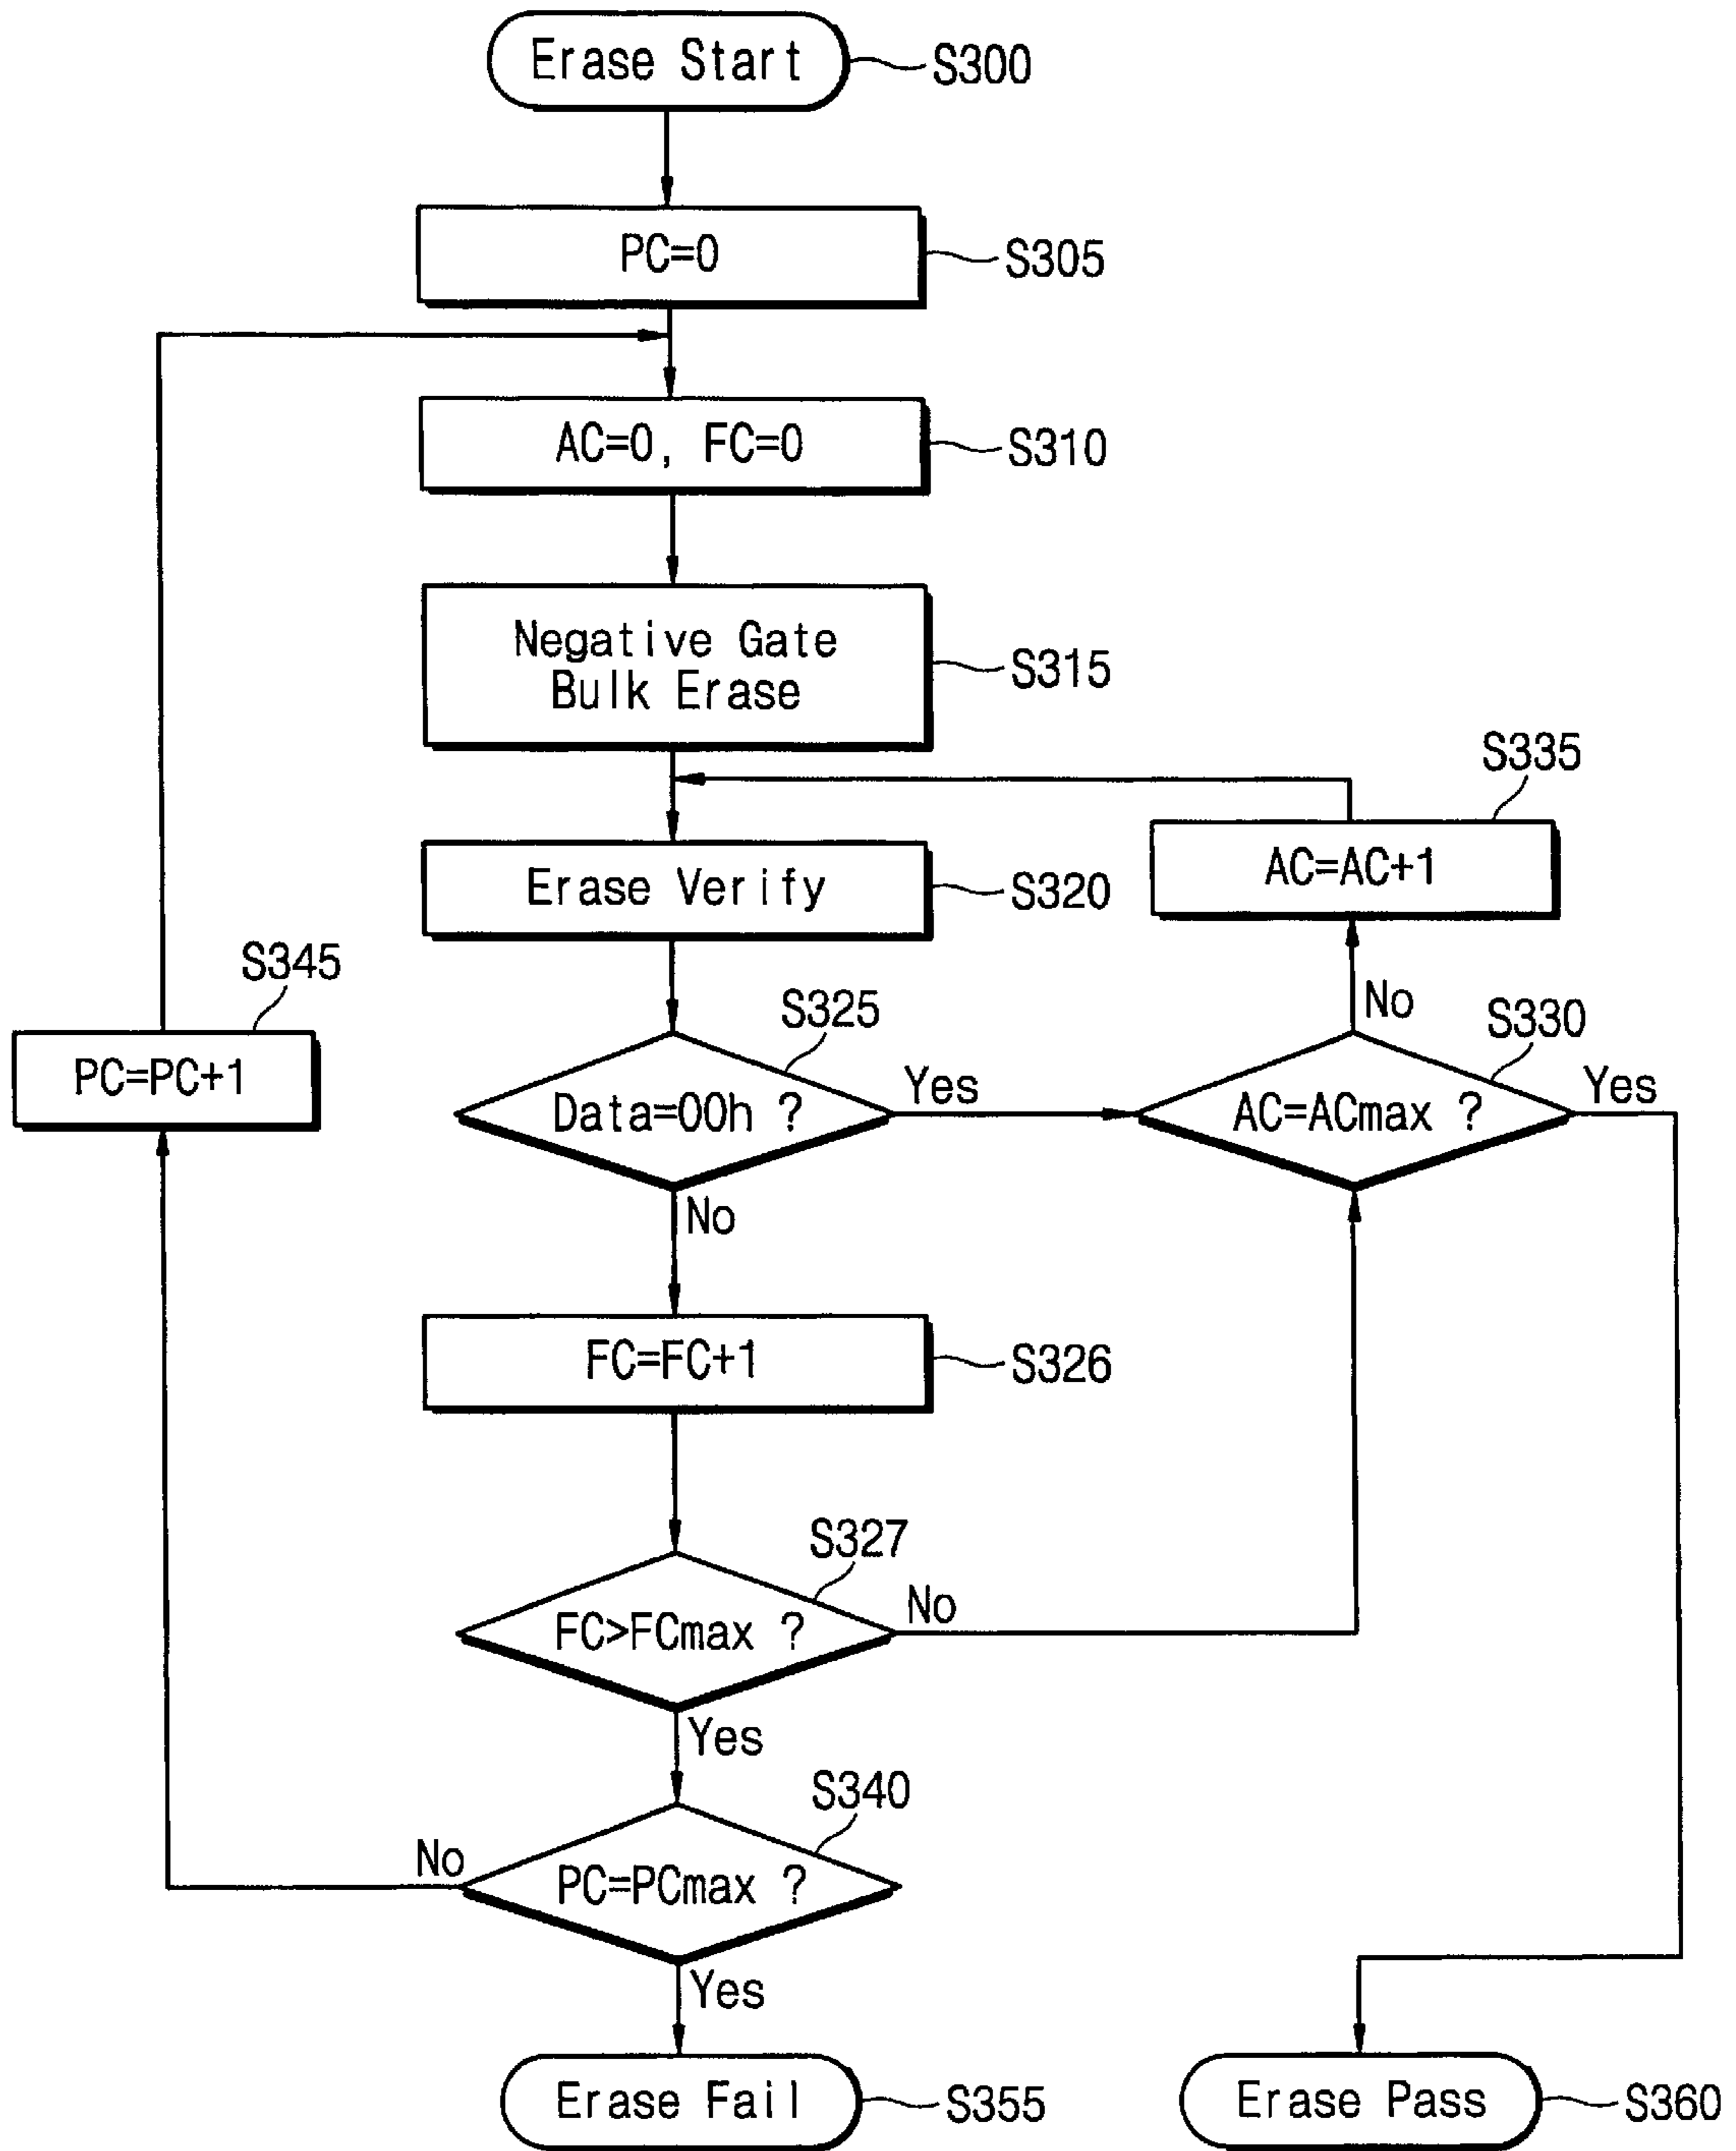 Erase Start
S300
PC=0
S305
AC=0, FC=0
S310
Negative Gate
Bulk Erase
S315
S335
AC=AC+1
Erase Verify
S320
S345
PC=PC+1
S325
Data=00h ?
Yes
No
S330
AC=ACmax ?
Yes
No
FC=FC+1
S326
S327
FC>FCmax ?
No
Yes
S340
PC=PCmax ?
No
Yes
Erase Fail
S355
Erase Pass
S360